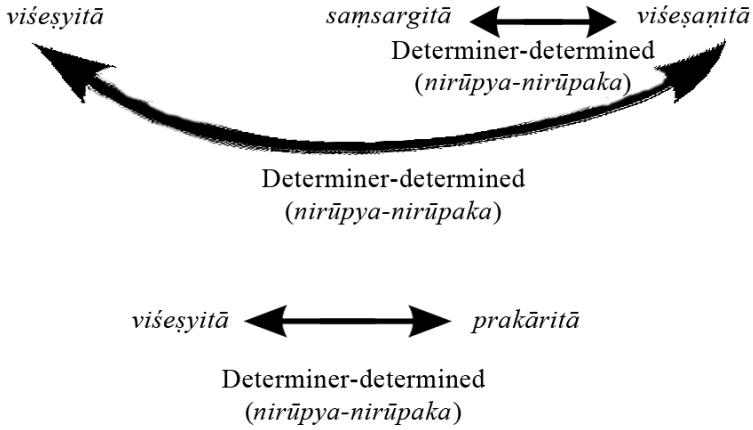 viśeṣyitā saṃsargitā viśeṣaṇitā
Determiner-determined
(nirūpya-nirūpaka)
Determiner-determined
(nirūpya-nirūpaka)
viśeṣyitā prakāritā
Determiner-determined
(nirūpya-nirūpaka)